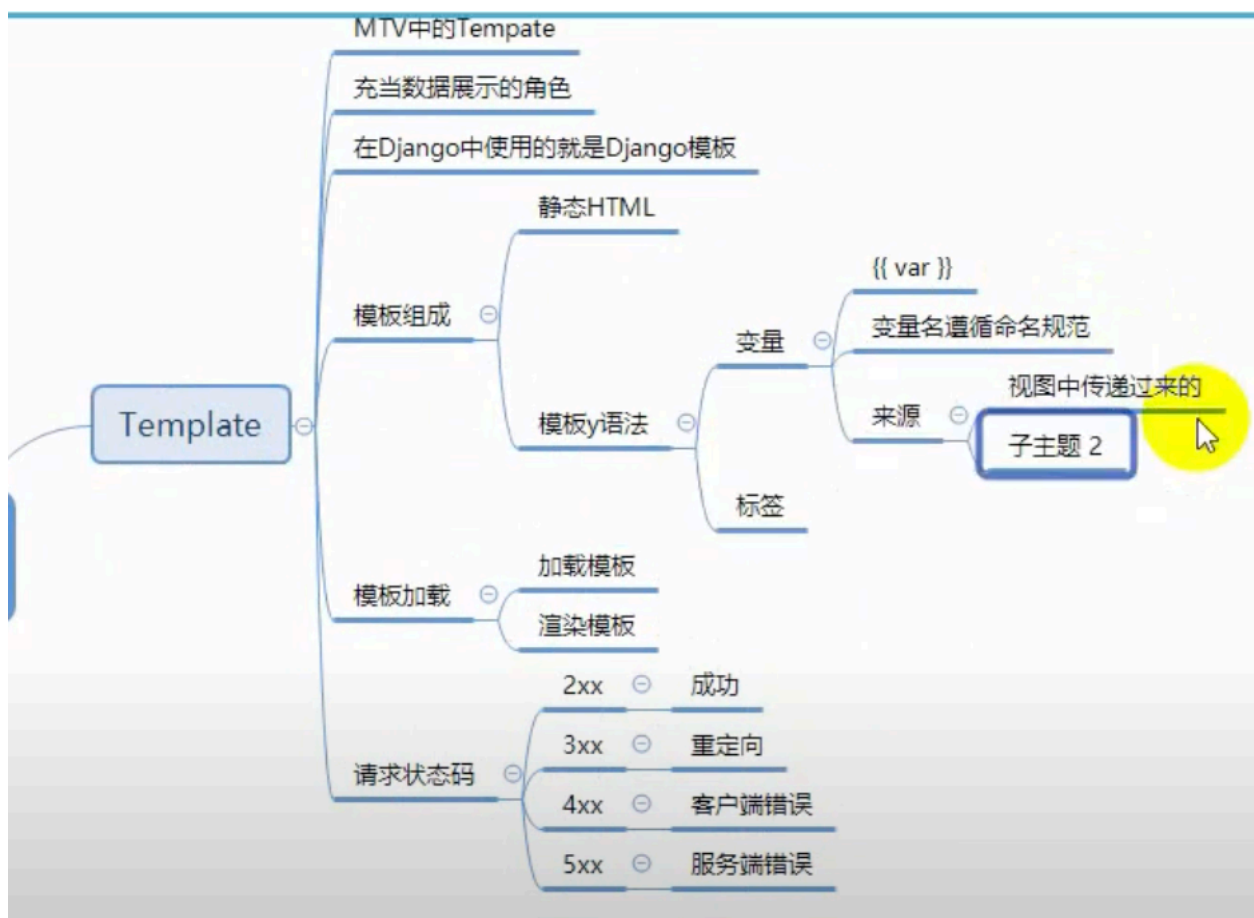 MTV中的Tempate
充当数据展示的角色
在Django中使用的就是Django模板
静态HTML
{{ var }}
模板组成
变量
变量名遵循命名规范
视图中传递过来的
Template
模板y语法
来源
子主题 2
标签
加载模板
模板加载
渲染模板
2xx 成功
3xx 重定向
请求状态码
4xx 客户端错误
5xx 服务端错误